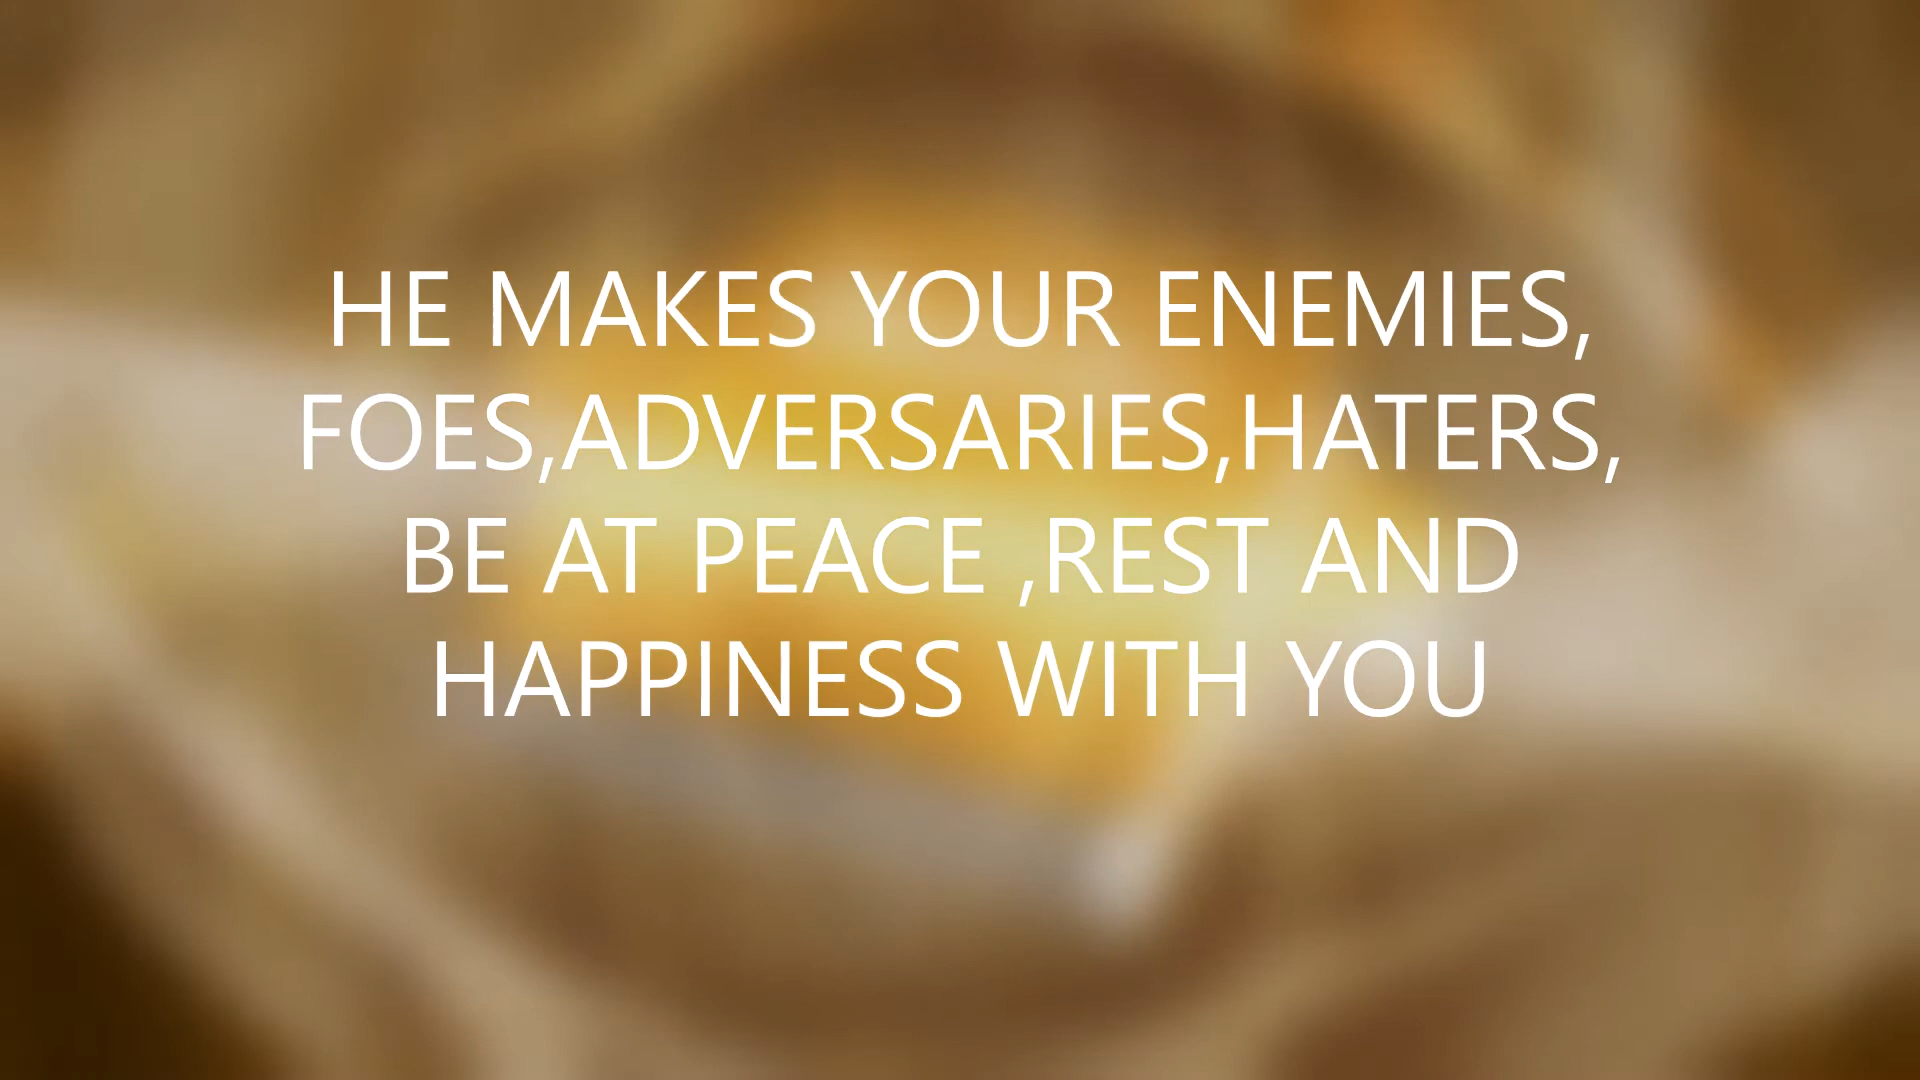 HE MAKES YOUR ENEMIES,
FOES,ADVERSARIES,HATERS,
BE AT PEACE ,REST AND
HAPPINESS WITH YOU